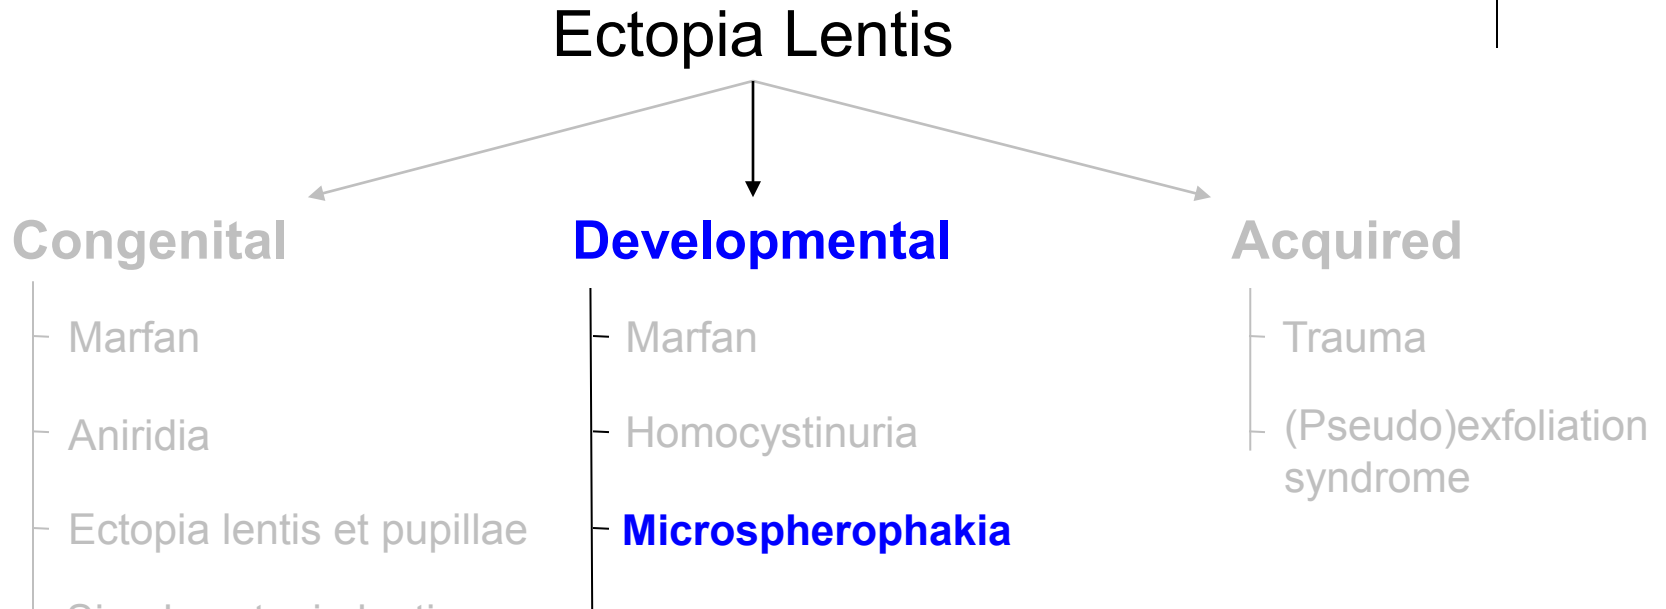 Ectopia Lentis
Congenital
Developmental
Acquired
Marfan
Marfan
Trauma
Aniridia
Homocystinuria
(Pseudo)exfoliation
syndrome
Ectopia lentis et pupillae
Microspherophakia